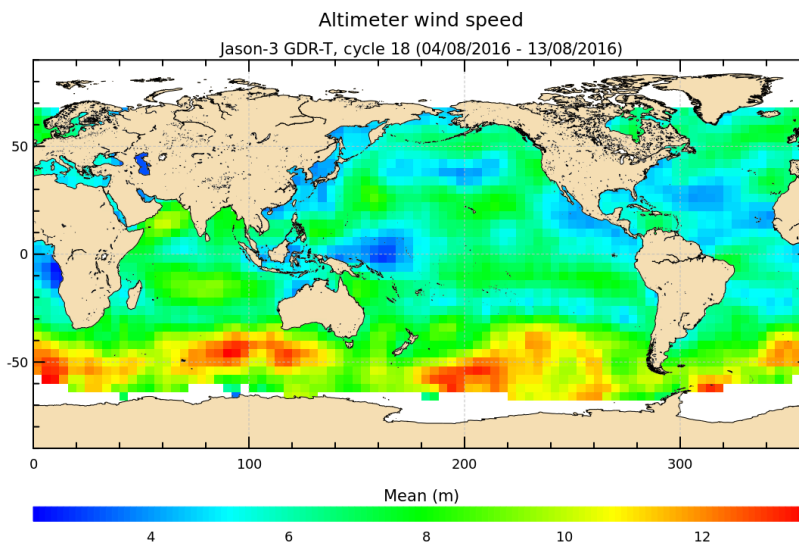 Altimeter wind speed
Jason-3 GDR-T, cycle 18 (04/08/2016 - 13/08/2016)
50
0
-50
0 100 200 300
Mean (m)
4 6 8 10 12